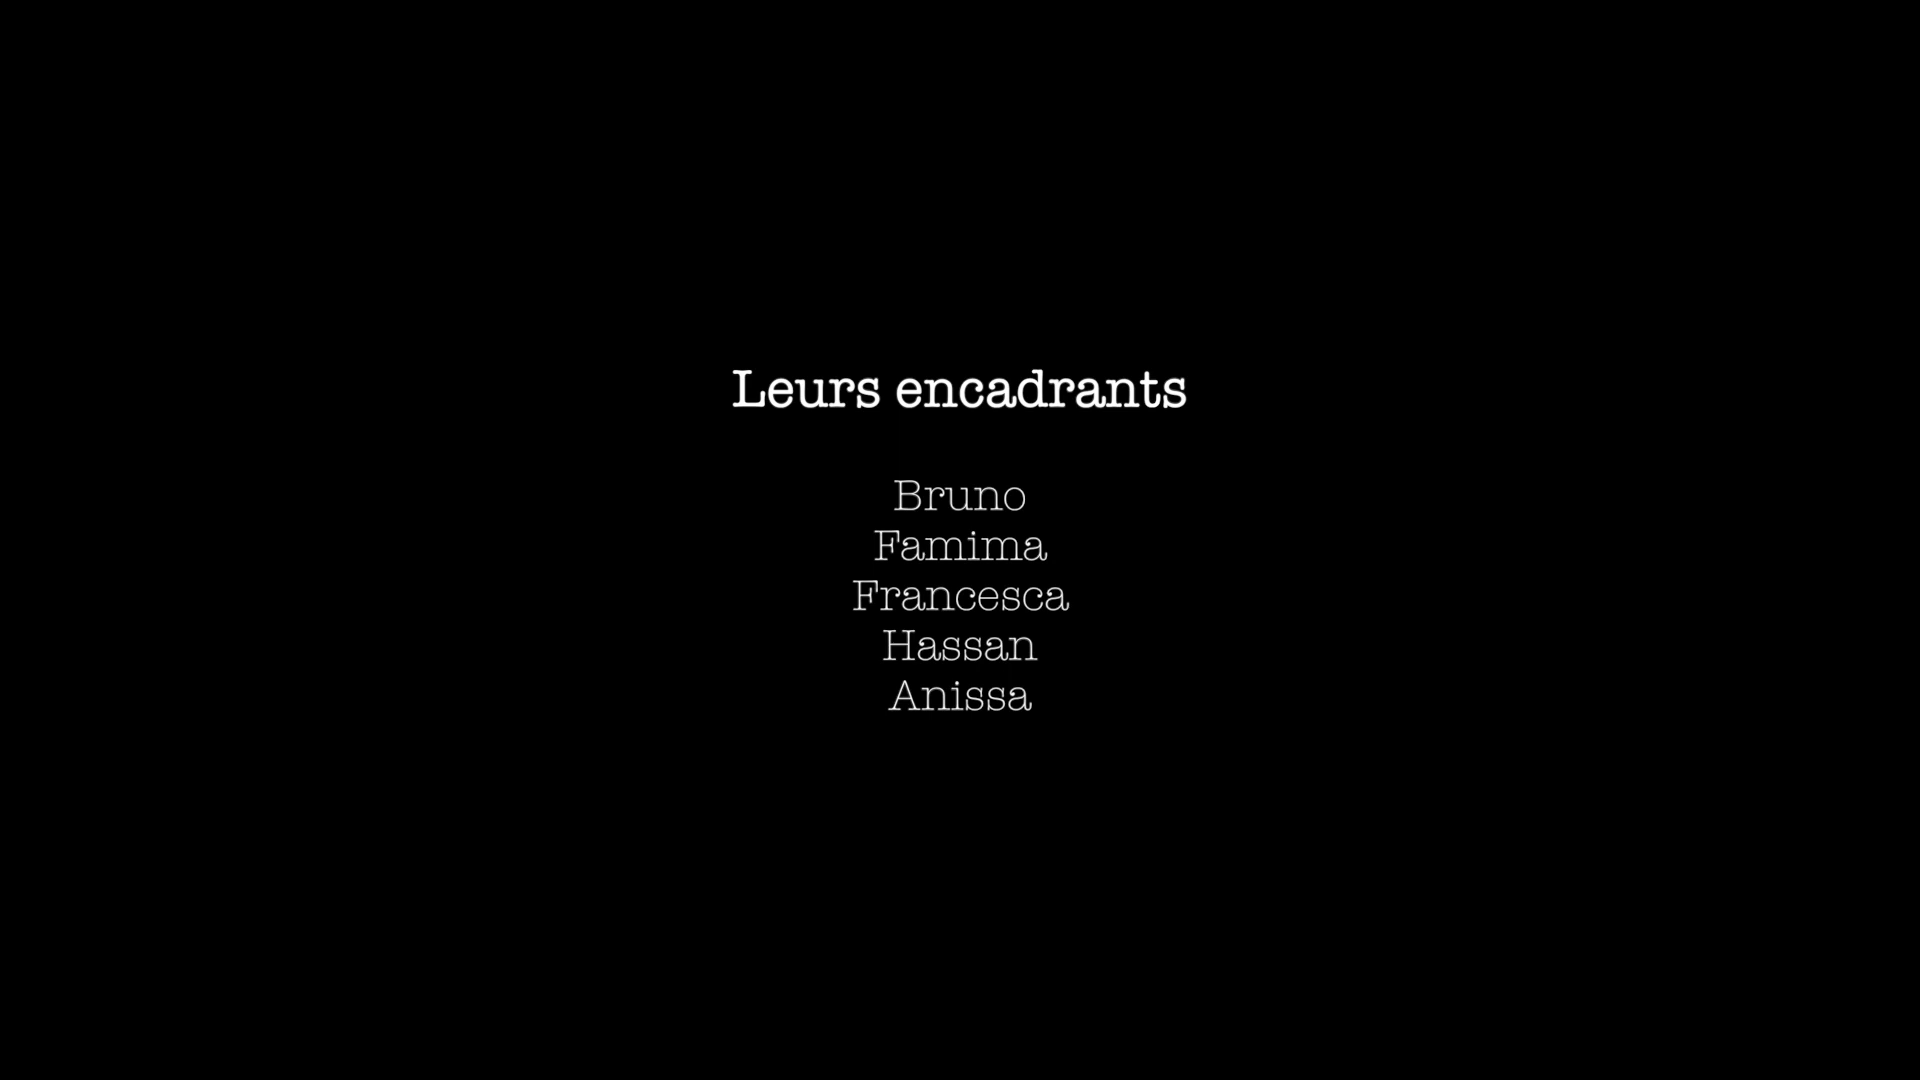 Leurs encadrants
Bruno
Famima
Francesca
Hassan
Anissa